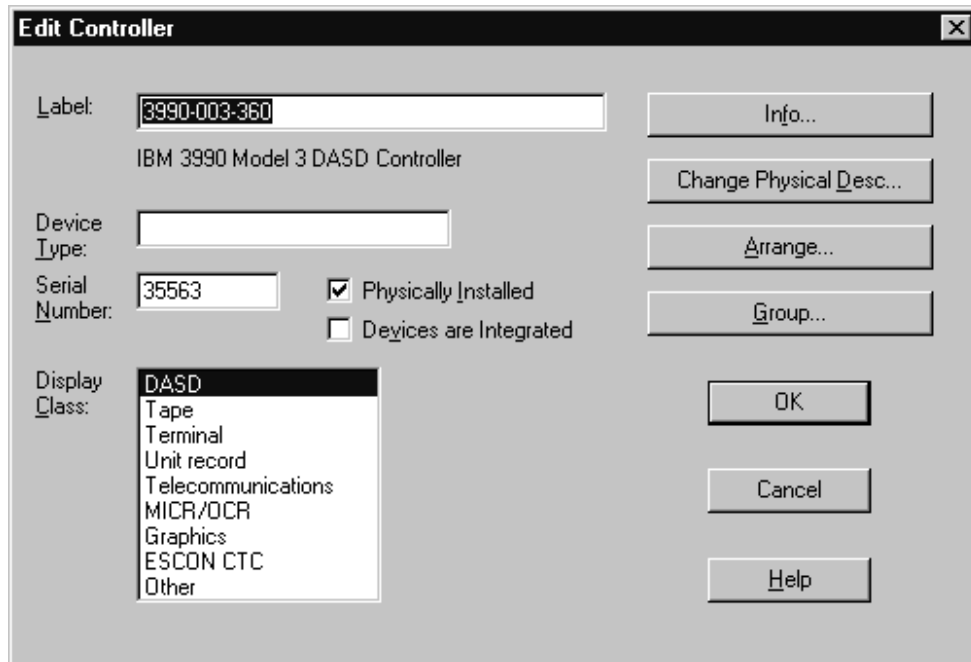 Edit Controller
Label:
3990-003-360
Info...
IBM 3990 Model 3 DASD Controller
Change Physical Desc...
Device
Type:
Arrange...
Serial
Number:
35563
Physically Installed
Devices are Integrated
Group...
Display
Class:
DASD
Tape
Terminal
Unit record
Telecommunications
MICR/OCR
Graphics
ESCON CTC
Other
OK
Cancel
Help